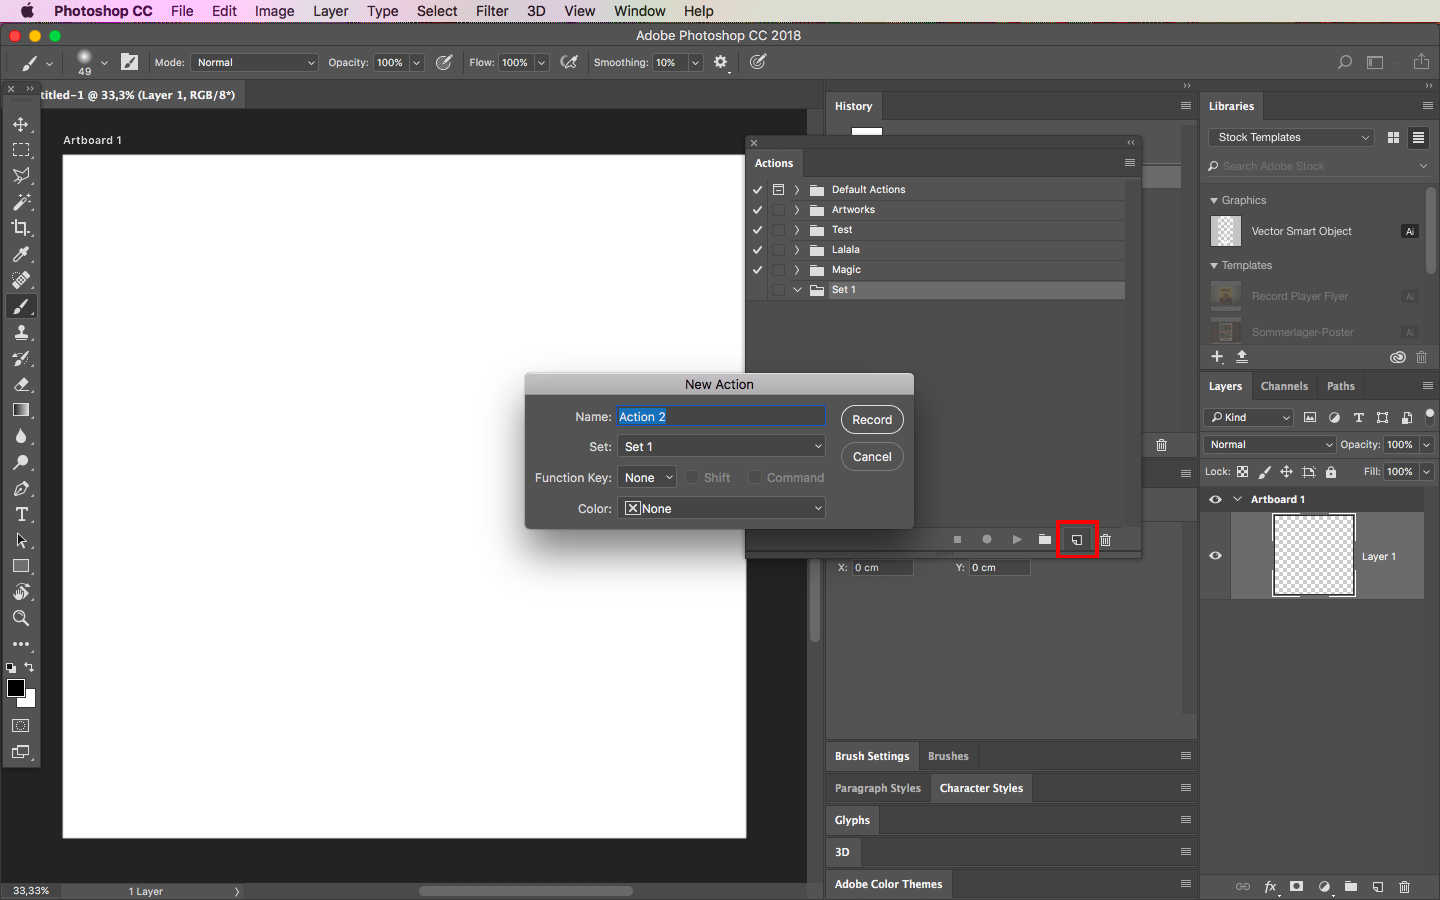 Photoshop CC File Edit Image Layer Type Select Filter 3D View Window Help
Adobe Photoshop CC 2018
49 Mode: Normal Opacity: 100% Flow: 100% Smoothing: 10%
titled-1 @ 33,3% (Layer 1, RGB/8*)
Artboard 1
History
Actions
Default Actions
Artworks
Test
Lalala
Magic
Set 1
New Action
Name: Action 2
Record
Set: Set 1
Cancel
Function Key: None Shift Command
Color: None
X: 0 cm Y: 0 cm
Brush Settings Brushes
Paragraph Styles Character Styles
Glyphs
3D
Adobe Color Themes
Libraries
Stock Templates
Search Adobe Stock
Graphics
Vector Smart Object Ai
Templates
Record Player Flyer Ai
Sommerlager-Poster Ai
Layers Channels Paths
Kind
Normal Opacity: 100%
Lock: Fill: 100%
Artboard 1
Layer 1
fx
33,33% 1 Layer